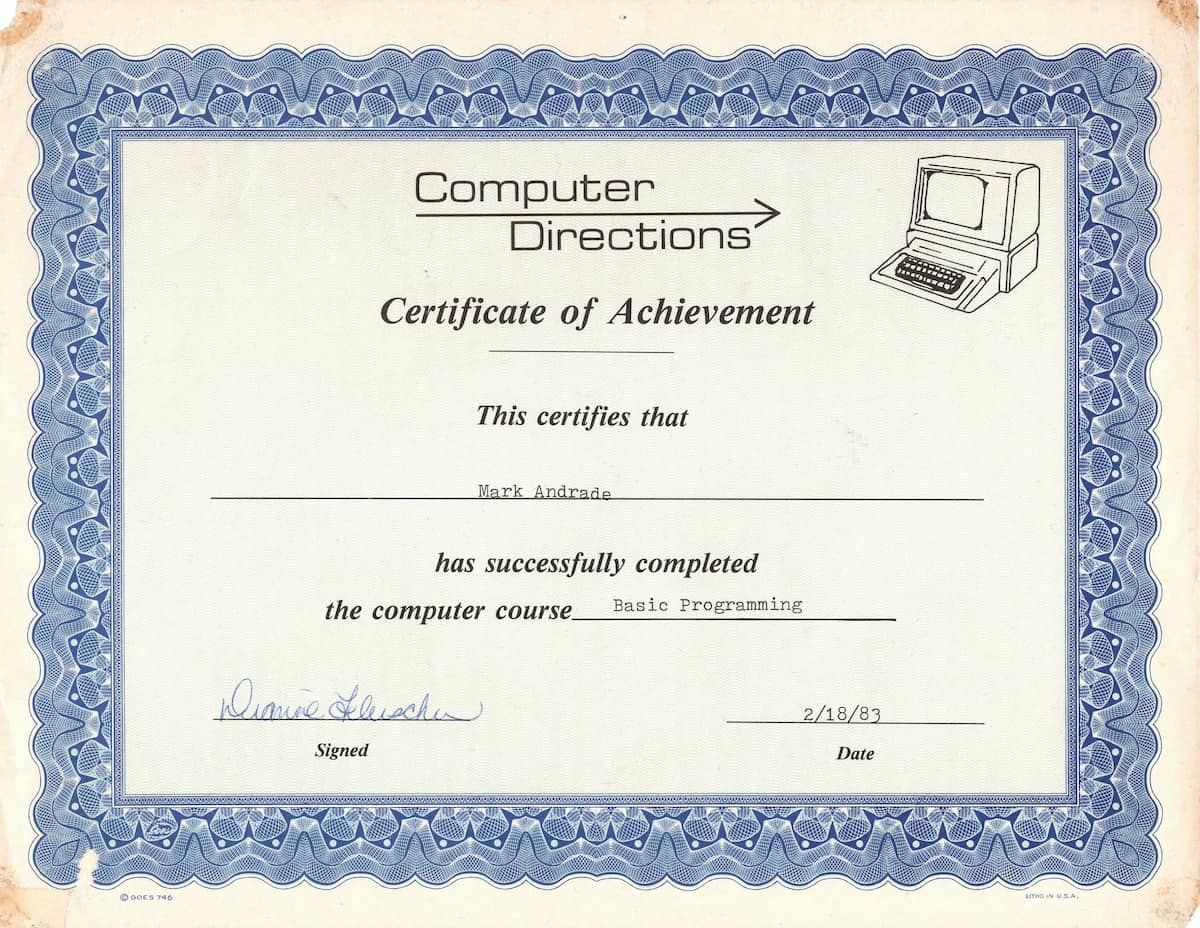 Computer
Directions
Certificate of Achievement
This certifies that
Mark Andrade
has successfully completed
the computer course Basic Programming
2/18/83
Signed Date
© GOES 746 LITHO IN U.S.A.